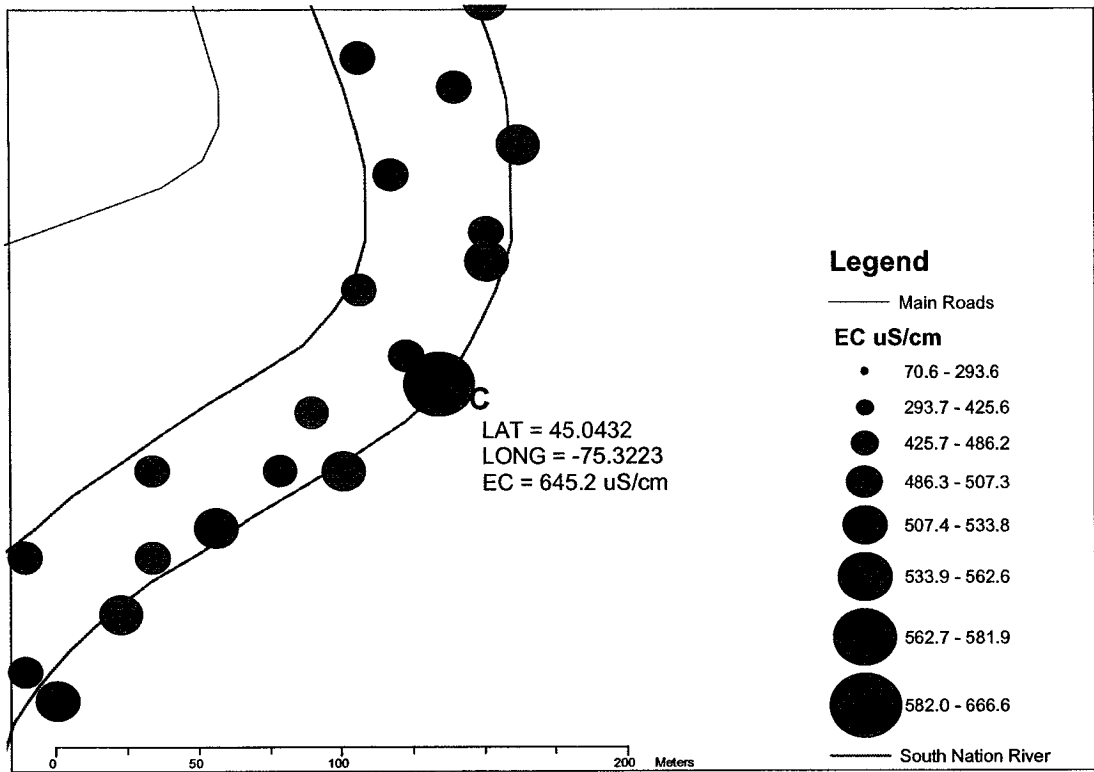 C
LAT = 45.0432
LONG = -75.3223
EC = 645.2 uS/cm
Legend
Main Roads
EC uS/cm
70.6 - 293.6
293.7 - 425.6
425.7 - 486.2
486.3 - 507.3
507.4 - 533.8
533.9 - 562.6
562.7 - 581.9
582.0 - 666.6
South Nation River
0 50 100 200 Meters